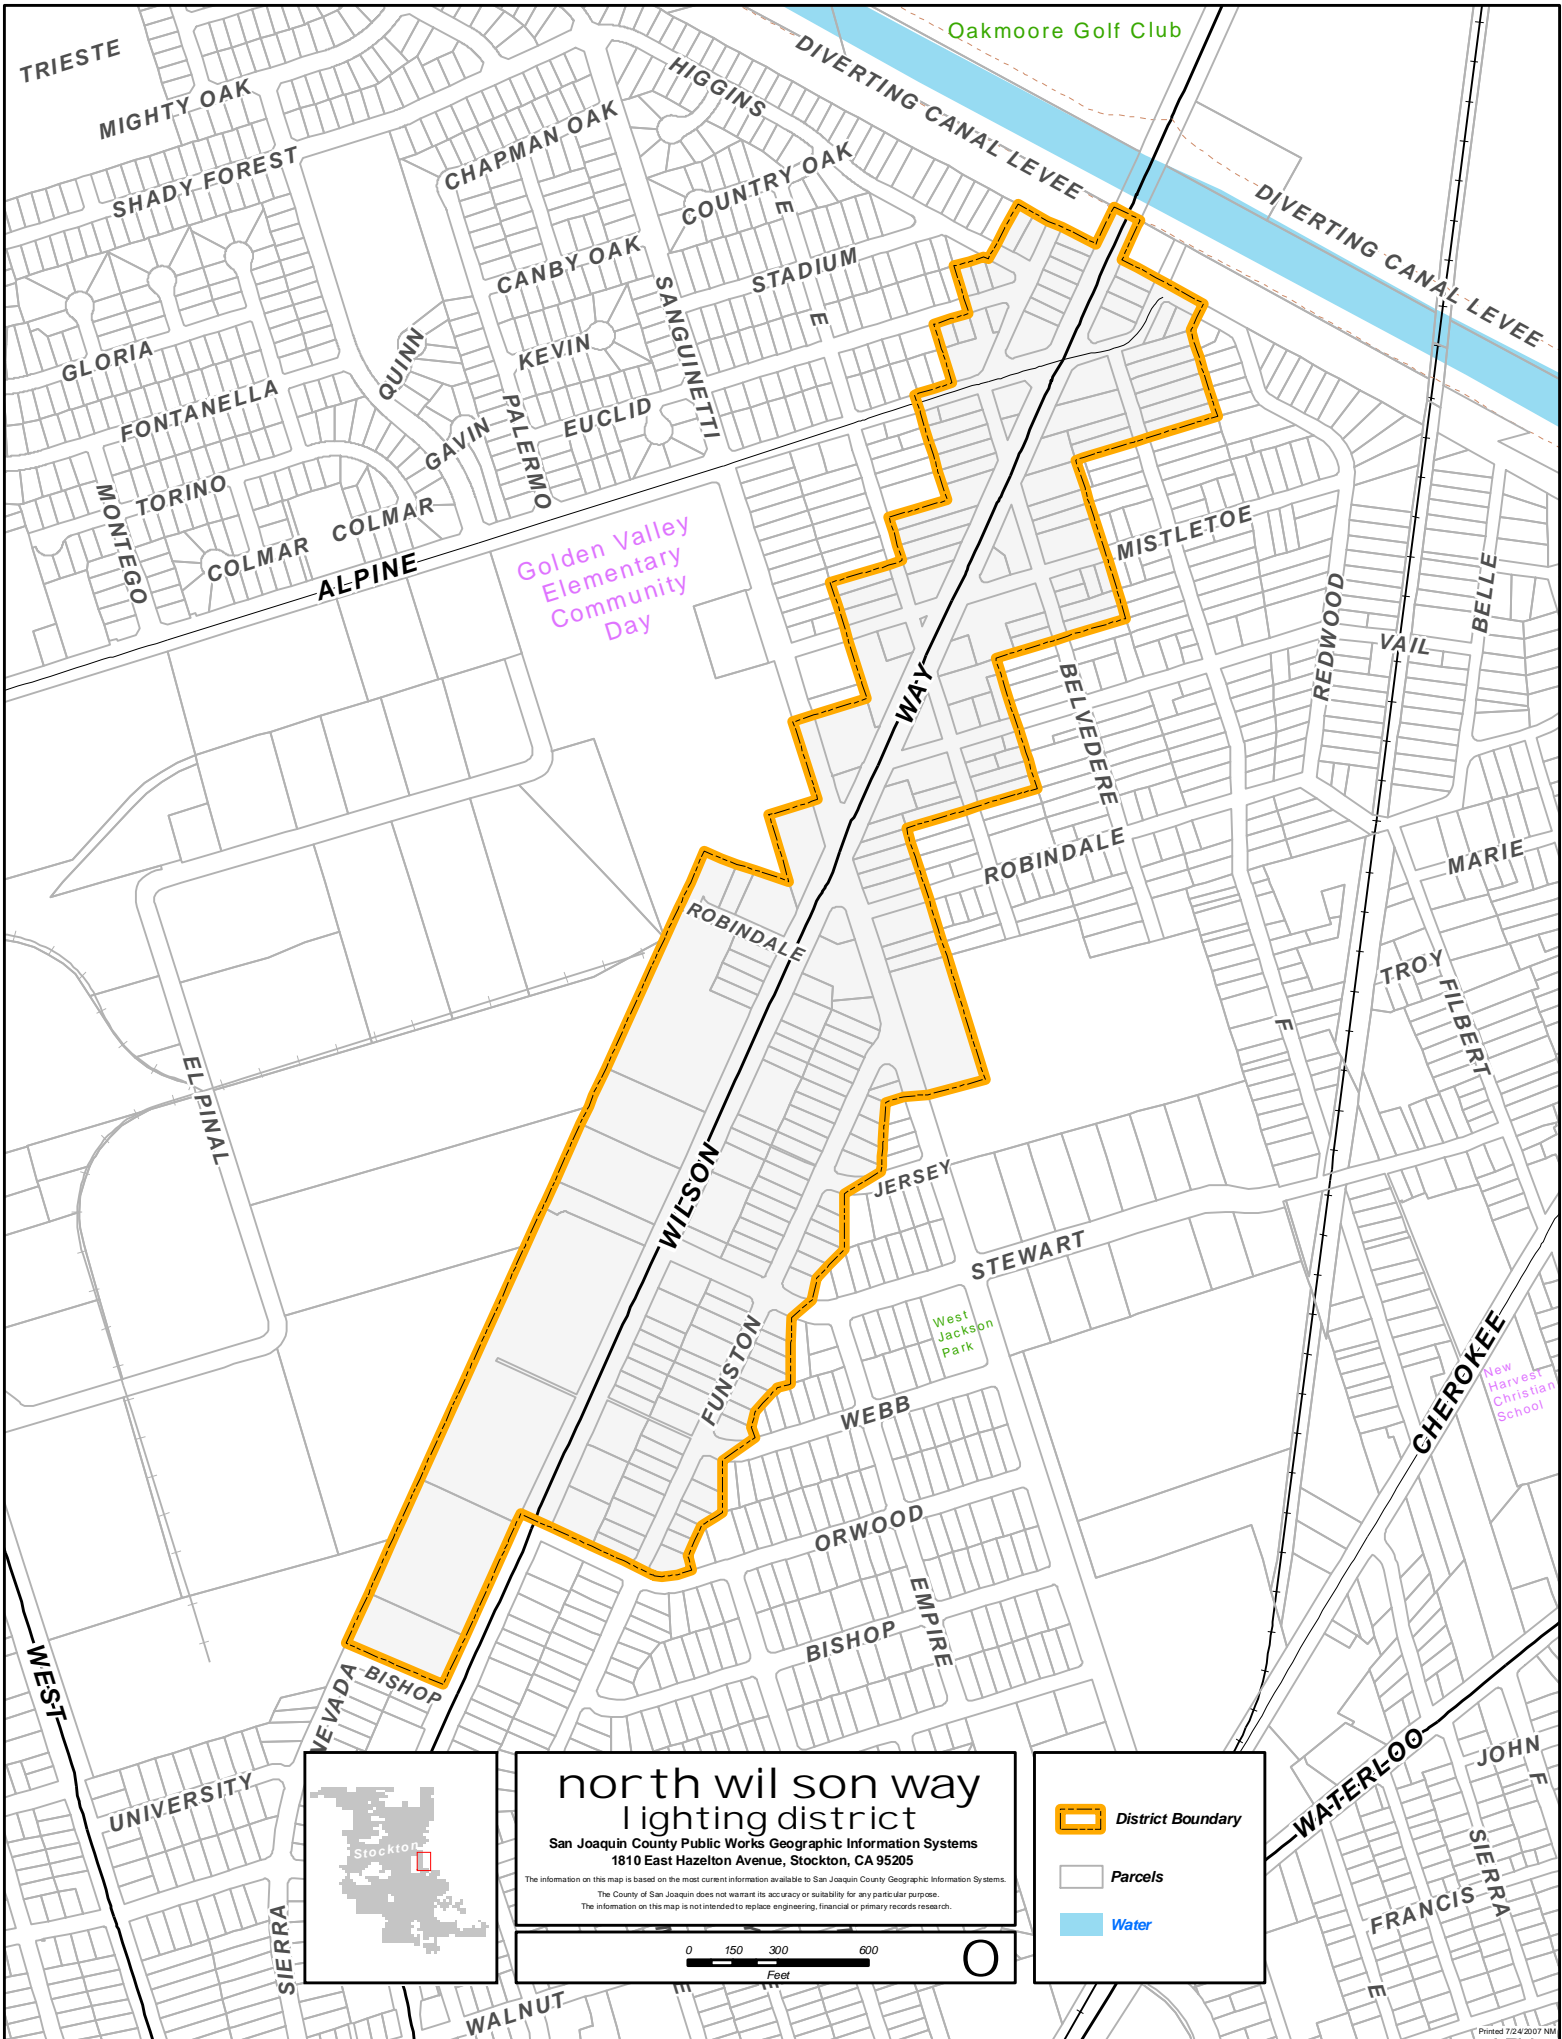 Oakmoore Golf Club
TRIESTE
MIGHTY OAK
SHADY FOREST
HIGGINS
DIVERTING CANAL LEVEE
CHAPMAN OAK
COUNTRY OAK
E
DIVERTING CANAL LEVEE
CANBY OAK
STADIUM
E
SANGUINETTI
GLORIA
QUINN
KEVIN
FONTANELLA
PALERMO
EUCLID
GAVIN
TORINO
MONTEGO
COLMAR
COLMAR
ALPINE
Golden Valley
Elementary
Community
Day
MISTLETOE
REDWOOD
BELLE
VAIL
WAY
BELVEDERE
ROBINDALE
MARIE
ROBINDALE
TROY
FILBERT
F
EL PINAL
WILSON
JERSEY
STEWART
West
Jackson
Park
FUNSTON
CHEROKEE
New
Harvest
Christian
School
WEBB
ORWOOD
EMPIRE
BISHOP
WEST
NEVADA
BISHOP
UNIVERSITY
WATERLOO
JOHN
F
SIERRA
FRANCIS
E
SIERRA
WALNUT
E
Stockton
north wilson way
lighting district
San Joaquin County Public Works Geographic Information Systems
1810 East Hazelton Avenue, Stockton, CA 95205
The information on this map is based on the most current information available to San Joaquin County Geographic Information Systems.
The County of San Joaquin does not warrant its accuracy or suitability for any particular purpose.
The information on this map is not intended to replace engineering, financial or primary records research.
0 150 300 600
Feet
O
District Boundary
Parcels
Water
Printed 7/24/2007 NM